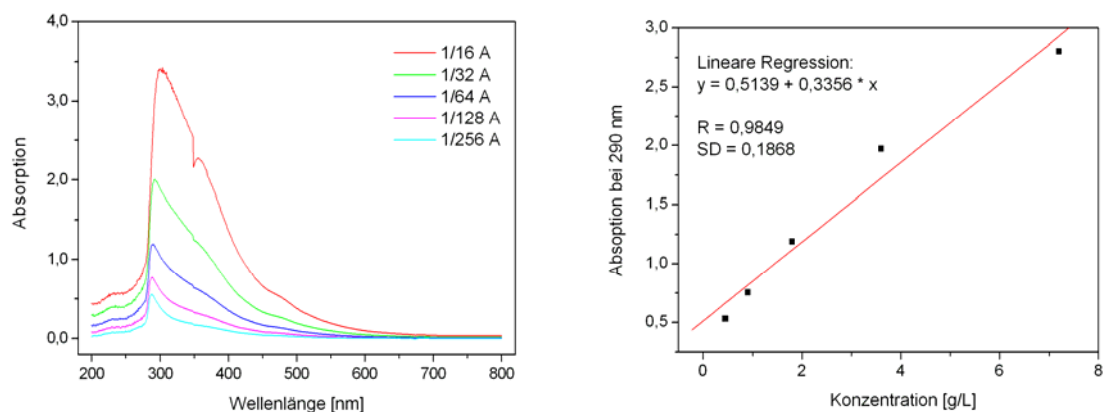 4,0
3,0
2,0
1,0
0,0
Absorption
1/16 A
1/32 A
1/64 A
1/128 A
1/256 A
200 300 400 500 600 700 800
Wellenlänge [nm]
3,0
2,5
2,0
1,5
1,0
0,5
Absoption bei 290 nm
Lineare Regression:
y = 0,5139 + 0,3356 * x
R = 0,9849
SD = 0,1868
0 2 4 6 8
Konzentration [g/L]